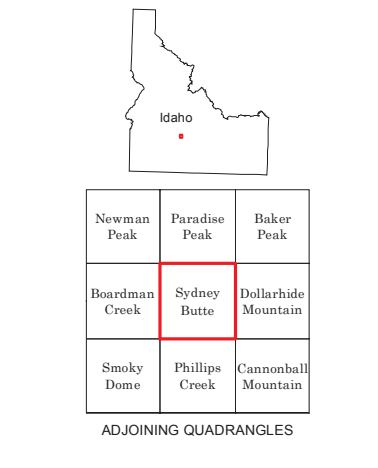 Idaho
Newman Peak
Paradise Peak
Baker Peak
Boardman Creek
Sydney Butte
Dollarhide Mountain
Smoky Dome
Phillips Creek
Cannonball Mountain
ADJOINING QUADRANGLES